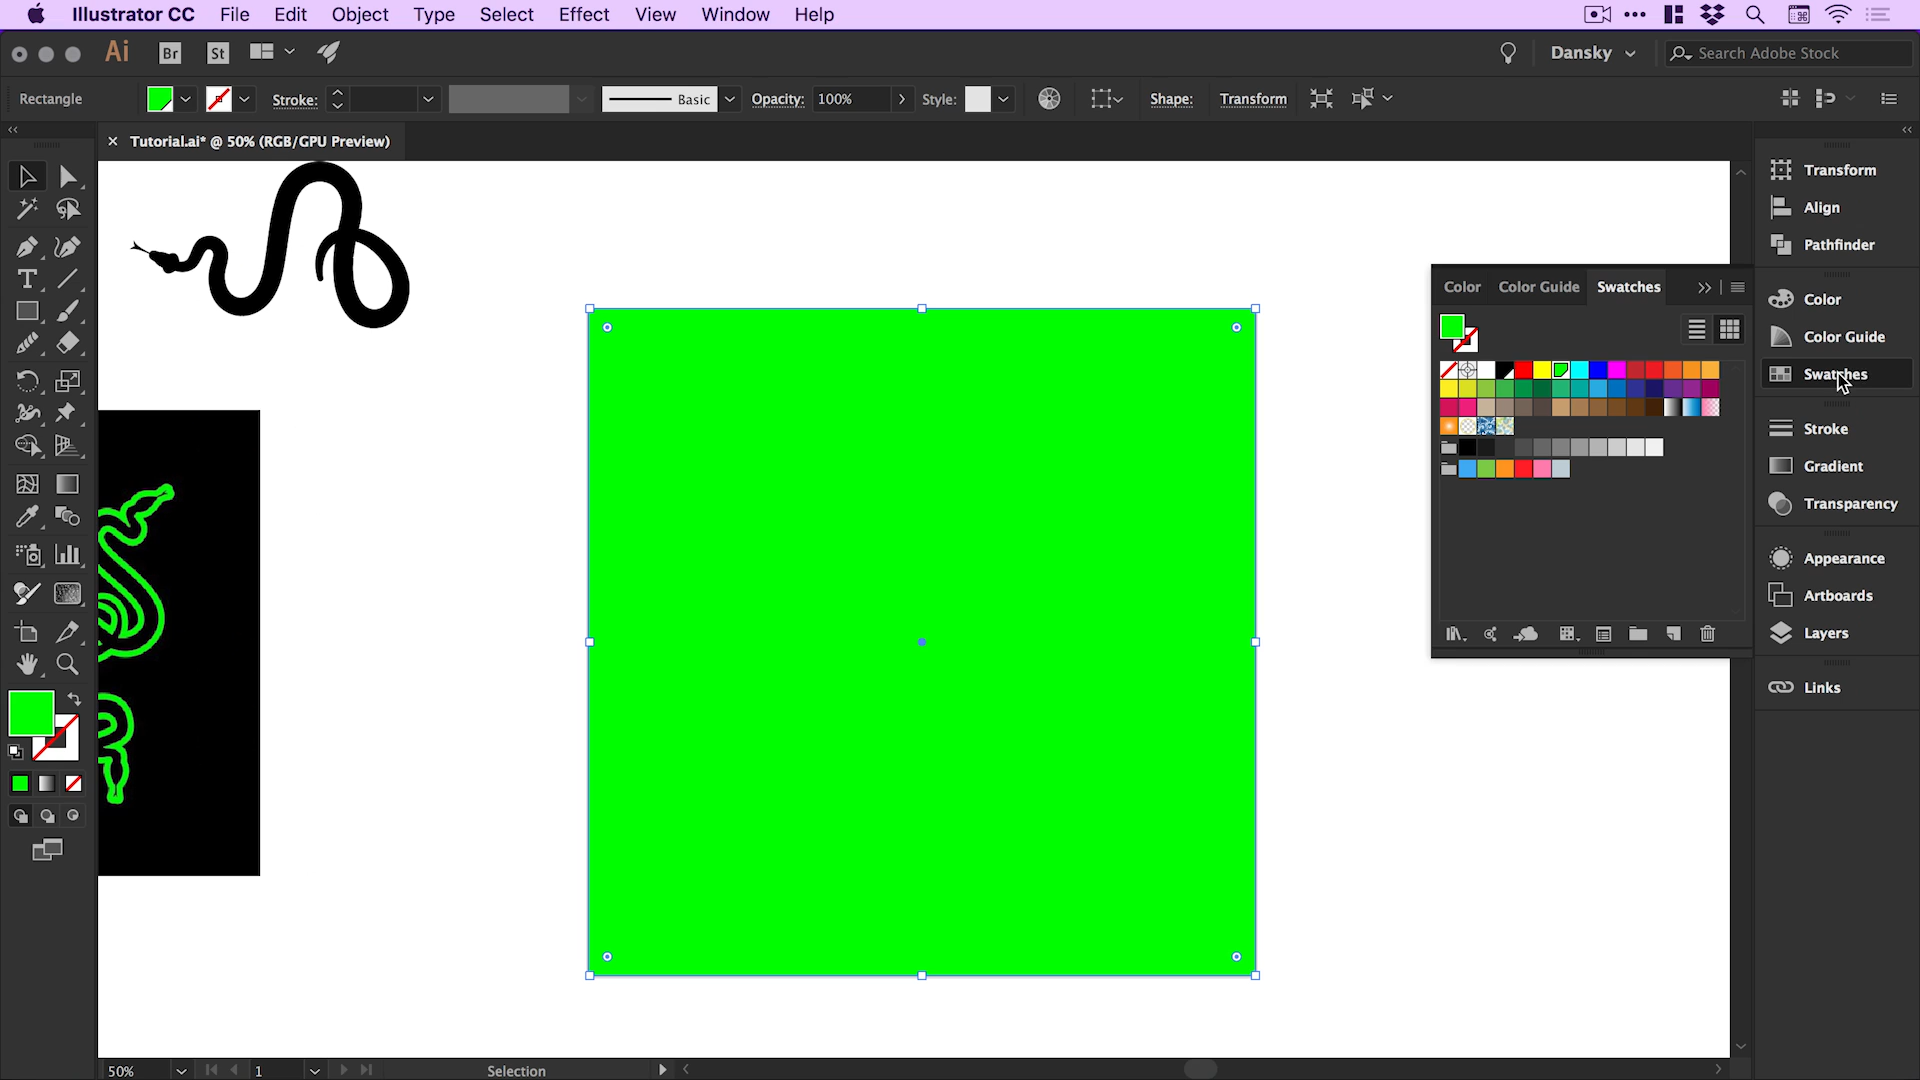 Illustrator CC File Edit Object Type Select Effect View Window Help
Ai Br St Dansky Search Adobe Stock
Rectangle Stroke: Basic Opacity: 100% Style: Shape: Transform
× Tutorial.ai* @ 50% (RGB/GPU Preview)
Transform
Align
Pathfinder
Color Color Guide Swatches
Color
Color Guide
Swatches
Stroke
Gradient
Transparency
Appearance
Artboards
Layers
Links
50% 1 Selection